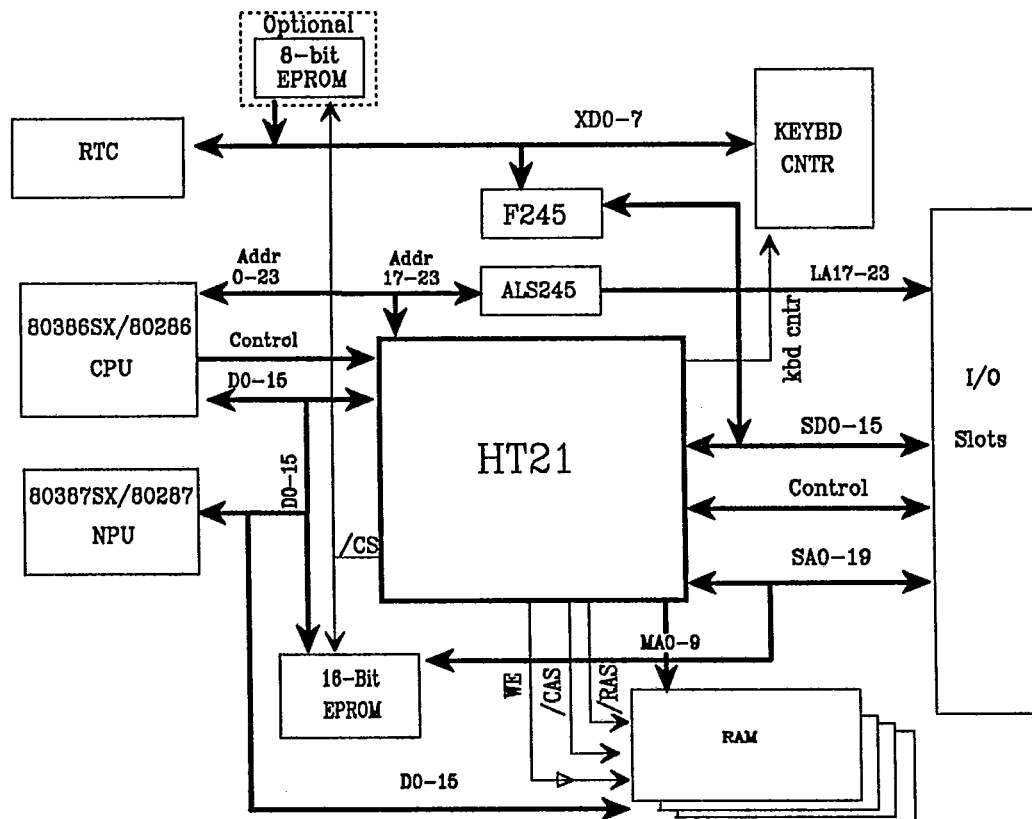 Optional
8-bit
EPROM
XD0-7
RTC
KEYBD
CNTR
F245
Addr
0-23
Addr
17-23
ALS245
LA17-23
80386SX/80286
CPU
Control
D0-15
kbd cntr
I/O
Slots
HT21
SD0-15
D0-15
80387SX/80287
NPU
Control
/CS
SA0-19
MA0-9
16-Bit
EPROM
WE
/CAS
/RAS
RAM
D0-15